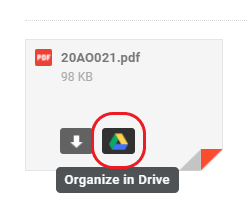 PDF 20AO021.pdf
98 KB
Organize in Drive